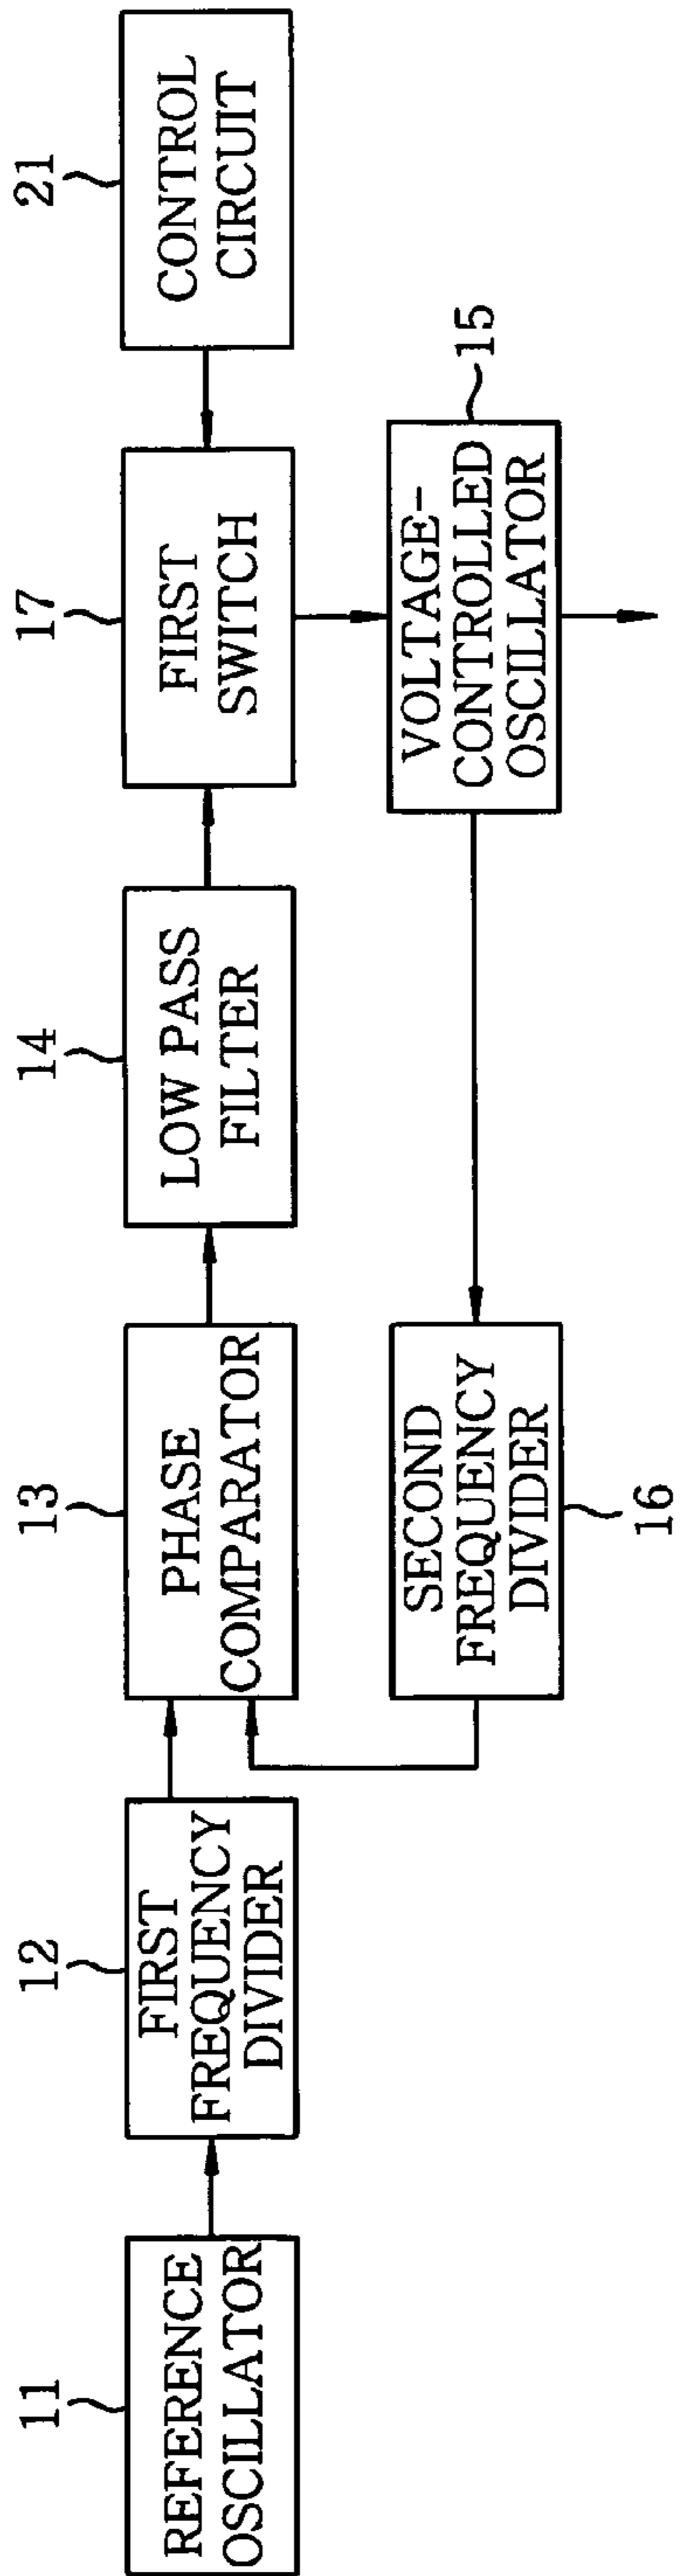 11
REFERENCE
OSCILLATOR
12
FIRST
FREQUENCY
DIVIDER
13
PHASE
COMPARATOR
14
LOW PASS
FILTER
17
FIRST
SWITCH
21
CONTROL
CIRCUIT
SECOND
FREQUENCY
DIVIDER
16
VOLTAGE-
CONTROLLED
OSCILLATOR
15